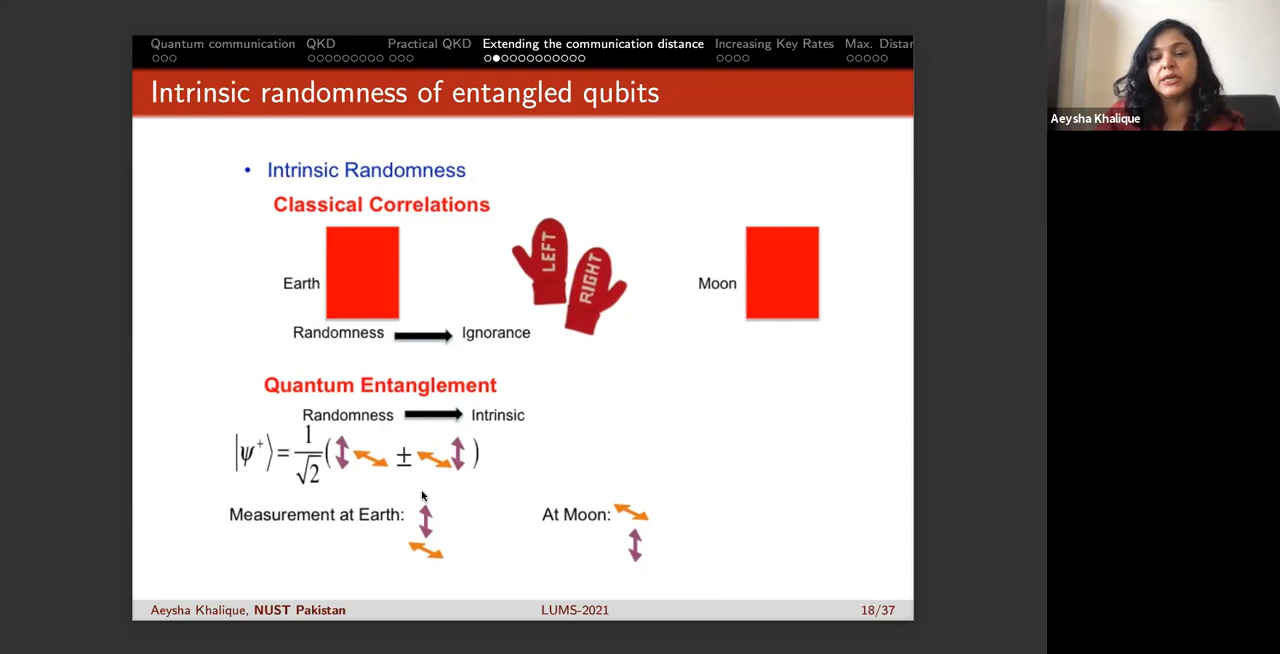 Quantum communication QKD Practical QKD Extending the communication distance Increasing Key Rates Max. Distar
Intrinsic randomness of entangled qubits
Aeysha Khalique
• Intrinsic Randomness
Classical Correlations
LEFT
RIGHT
Earth
Moon
Randomness Ignorance
Quantum Entanglement
Randomness Intrinsic
|ψ⁺⟩ = 1/√2 (↕ ↔ ± ↔ ↕)
Measurement at Earth: At Moon:
Aeysha Khalique, NUST Pakistan LUMS-2021 18/37